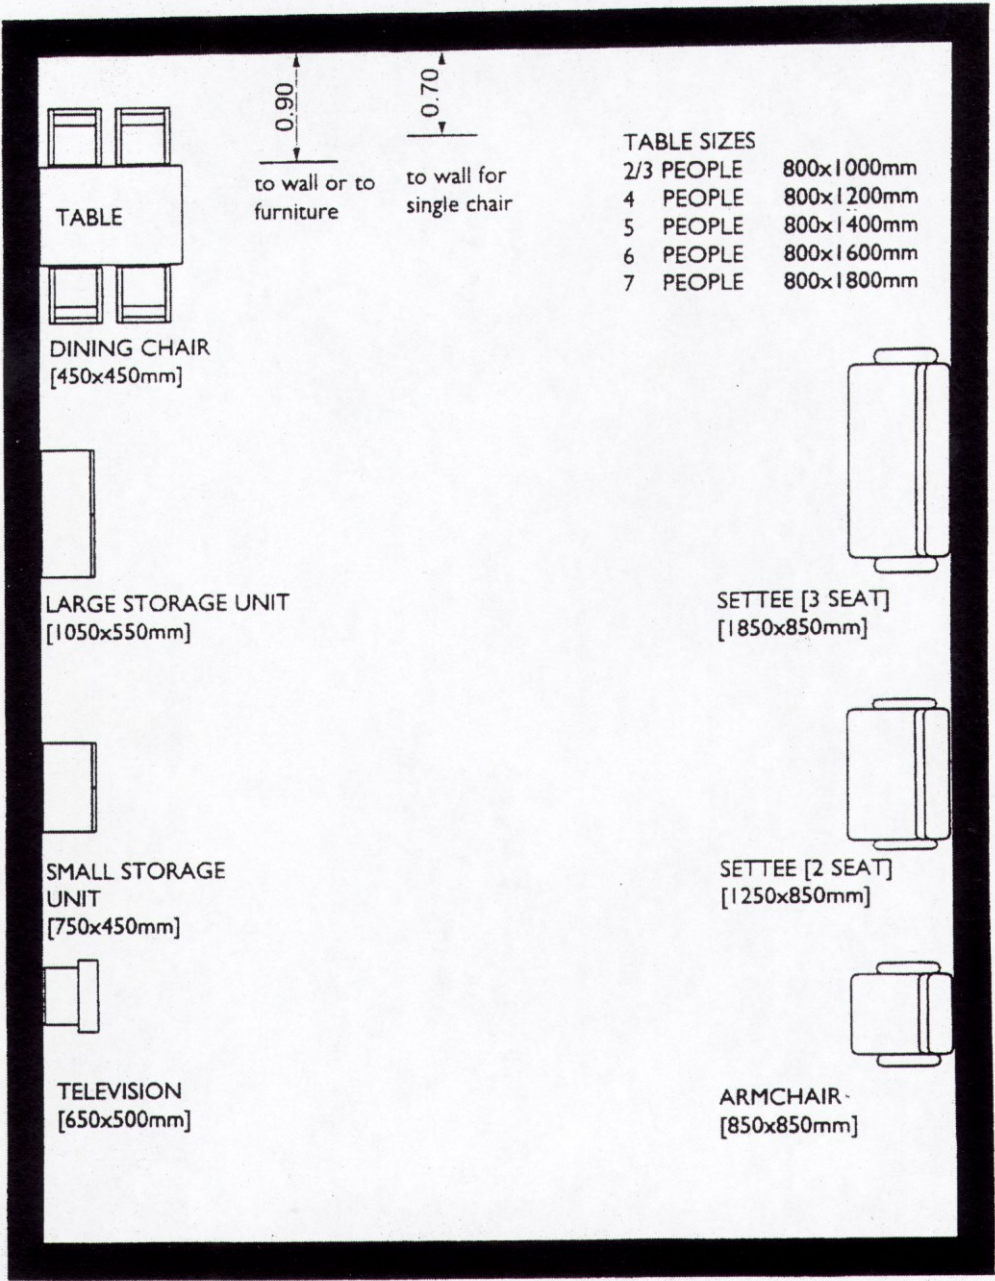 0.90
to wall or to
furniture
0.70
to wall for
single chair
TABLE SIZES
2/3 PEOPLE 800x1000mm
4 PEOPLE 800x1200mm
5 PEOPLE 800x1400mm
6 PEOPLE 800x1600mm
7 PEOPLE 800x1800mm
TABLE
DINING CHAIR
[450x450mm]
LARGE STORAGE UNIT
[1050x550mm]
SETTEE [3 SEAT]
[1850x850mm]
SMALL STORAGE
UNIT
[750x450mm]
SETTEE [2 SEAT]
[1250x850mm]
TELEVISION
[650x500mm]
ARMCHAIR
[850x850mm]